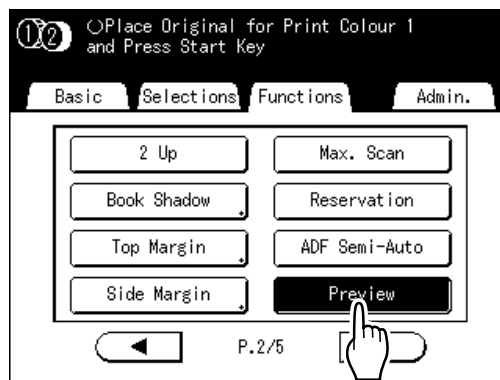 ①② ○Place Original for Print Colour 1
and Press Start Key
Basic Selections Functions Admin.
2 Up Max. Scan
Book Shadow Reservation
Top Margin ADF Semi-Auto
Side Margin Preview
P.2/5